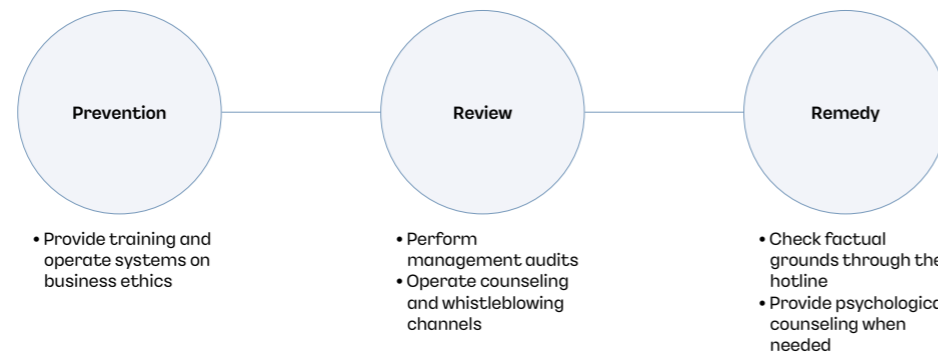 Prevention
Review
Remedy
• Provide training and
operate systems on
business ethics
• Perform
management audits
• Operate counseling
and whistleblowing
channels
• Check factual
grounds through the
hotline
• Provide psychologica
counseling when
needed